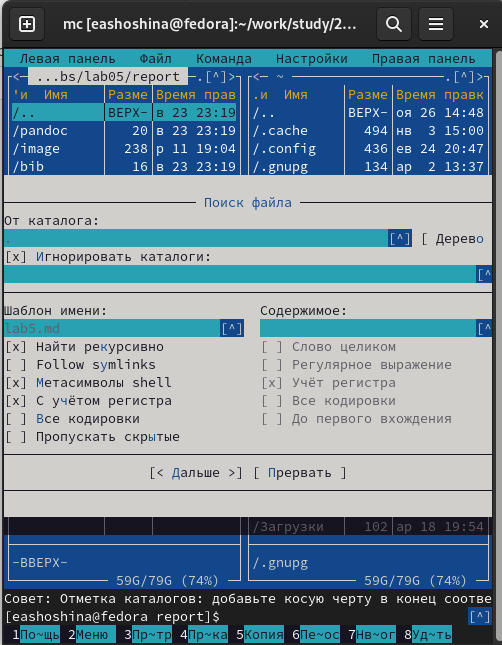 mc [eashoshina@fedora]:~/work/study/2...
Левая панель Файл Команда Настройки Правая панель
<— ...bs/lab05/report —.[^]> <— ~ —.[^]>
'и Имя Разме Время прав .и Имя Разме Время правк
/.. ВВЕРХ- в 23 23:19 /.. ВВЕРХ- оя 26 14:48
/pandoc 20 в 23 23:19 /.cache 494 нв 3 15:00
/image 238 р 11 19:04 /.config 436 ев 24 20:47
/bib 16 в 23 23:19 /.gnupg 134 ар 2 13:37
Поиск файла
От каталога:
. [^] [ Дерево
[x] Игнорировать каталоги:
[^
Шаблон имени: Содержимое:
lab5.md [^] [^
[x] Найти рекурсивно [ ] Слово целиком
[ ] Follow symlinks [ ] Регулярное выражение
[x] Метасимволы shell [x] Учёт регистра
[x] С учётом регистра [ ] Все кодировки
[ ] Все кодировки [ ] До первого вхождения
[ ] Пропускать скрытые
[< Дальше >] [ Прервать ]
/Загрузки 102 ар 18 19:54
-ВВЕРХ- /.gnupg
59G/79G (74%) 59G/79G (74%)
Совет: Отметка каталогов: добавьте косую черту в конец соотве
[eashoshina@fedora report]$ [^]
1По~щь 2Меню 3Пр~тр 4Пр~ка 5Копия 6Пе~ос 7Нв~ог 8Уд~ть